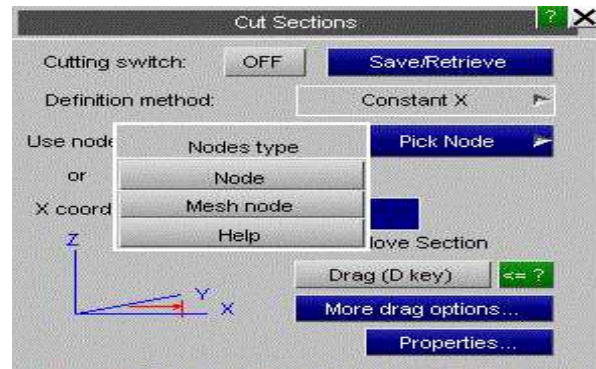 Cut Sections ?
Cutting switch: OFF Save/Retrieve
Definition method: Constant X
Use node Pick Node
Nodes type
or Node
X coord Mesh node
Help
Z ove Section
Drag (D key) <= ?
Y
X More drag options...
Properties...